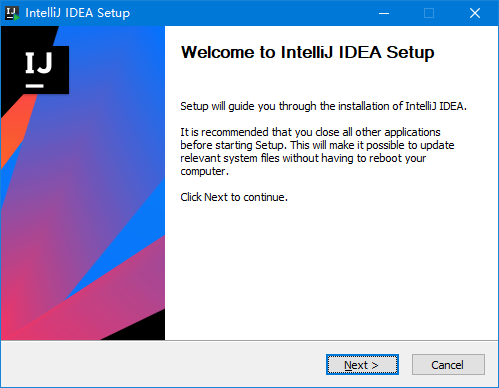 IntelliJ IDEA Setup
IJ
Welcome to IntelliJ IDEA Setup
Setup will guide you through the installation of IntelliJ IDEA.
It is recommended that you close all other applications
before starting Setup. This will make it possible to update
relevant system files without having to reboot your
computer.
Click Next to continue.
Next >
Cancel